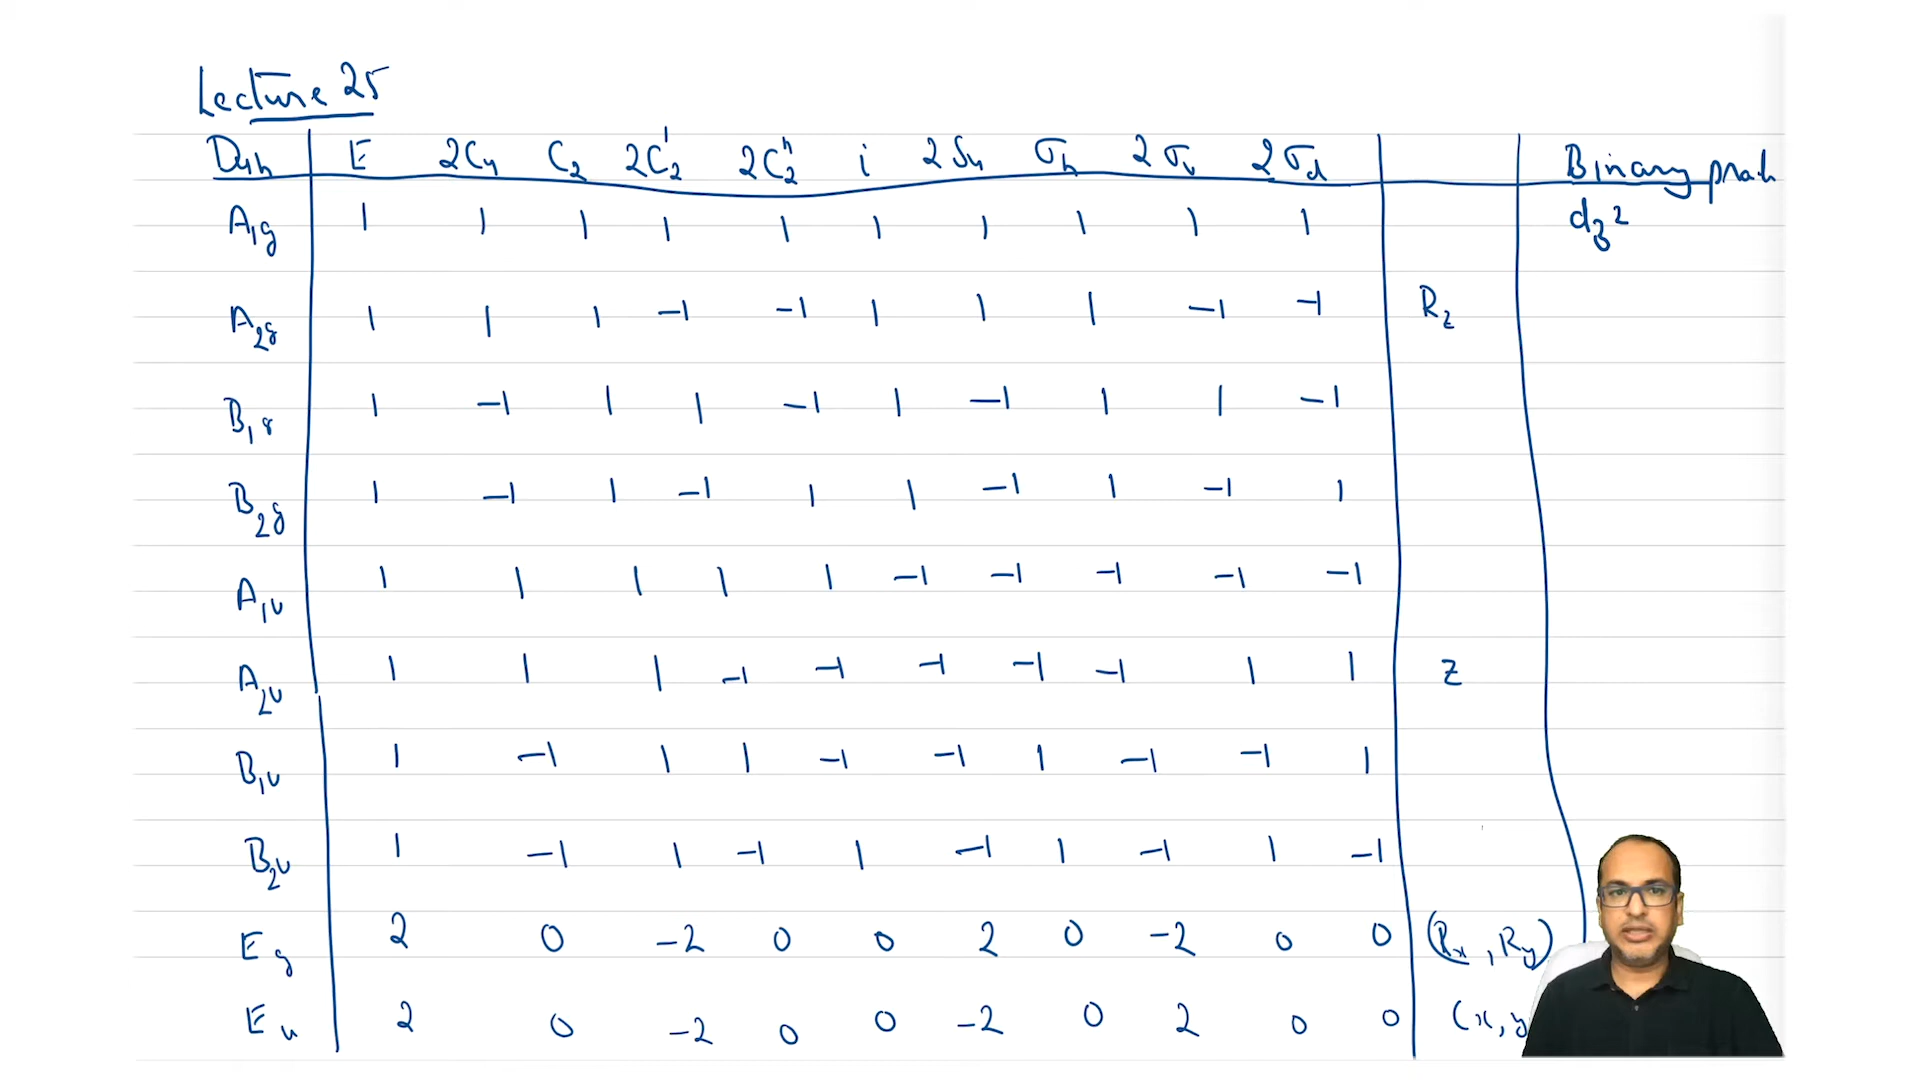 Lecture 25
D4h E 2C4 C2 2C2' 2C2" i 2S4 σh 2σv 2σd Binary prod
A1g 1 1 1 1 1 1 1 1 1 1 dz2
A2g 1 1 1 -1 -1 1 1 1 -1 -1 Rz
B1g 1 -1 1 1 -1 1 -1 1 1 -1
B2g 1 -1 1 -1 1 1 -1 1 -1 1
A1u 1 1 1 1 1 -1 -1 -1 -1 -1
A2u 1 1 1 -1 -1 -1 -1 -1 1 1 z
B1u 1 -1 1 1 -1 -1 1 -1 -1 1
B2u 1 -1 1 -1 1 -1 1 -1 1 -1
Eg 2 0 -2 0 0 2 0 -2 0 0 (Rx, Ry)
Eu 2 0 -2 0 0 -2 0 2 0 0 (x, y